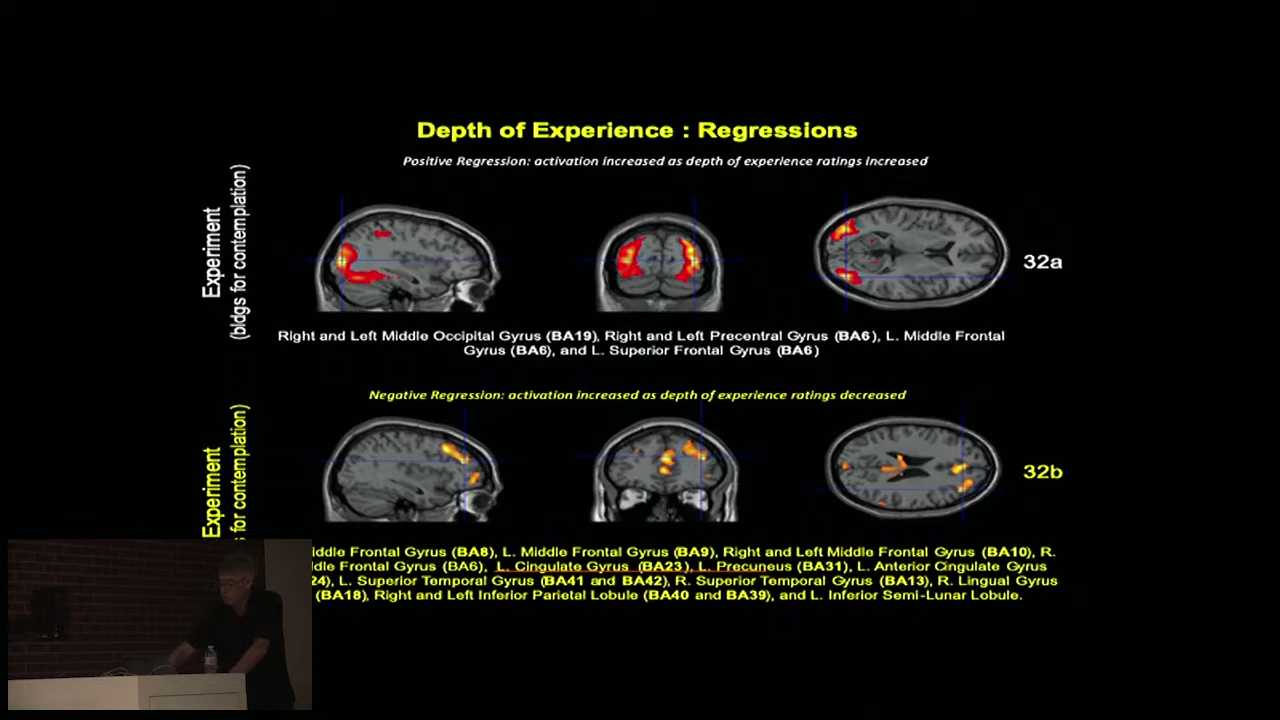 Depth of Experience : Regressions
Positive Regression: activation increased as depth of experience ratings increased
Experiment
(bldgs for contemplation)
32a
Right and Left Middle Occipital Gyrus (BA19), Right and Left Precentral Gyrus (BA6), L. Middle Frontal
Gyrus (BA6), and L. Superior Frontal Gyrus (BA6)
Negative Regression: activation increased as depth of experience ratings decreased
Experiment
for contemplation)
32b
iddle Frontal Gyrus (BA8), L. Middle Frontal Gyrus (BA9), Right and Left Middle Frontal Gyrus (BA10), R.
ddle Frontal Gyrus (BA6), L. Cingulate Gyrus (BA23), L. Precuneus (BA31), L. Anterior Cingulate Gyrus
24), L. Superior Temporal Gyrus (BA41 and BA42), R. Superior Temporal Gyrus (BA13), R. Lingual Gyrus
(BA18), Right and Left Inferior Parietal Lobule (BA40 and BA39), and L. Inferior Semi-Lunar Lobule.